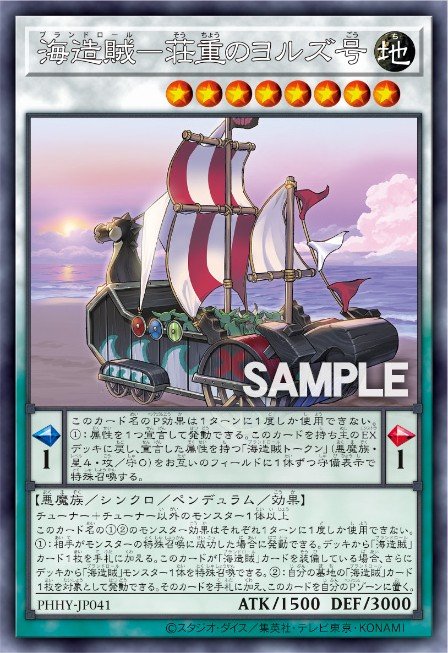 海造賊－荘重のヨルズ号
地
SAMPLE
1
1
このカード名のP効果は1ターンに1度しか使用できない。
①：属性を1つ宣言して発動できる。このカードを持ち主のEX
デッキに戻し、宣言した属性を持つ「海造賊トークン」(悪魔族・
星4・攻／守0)をお互いのフィールドに1体ずつ守備表示で
特殊召喚する。
【悪魔族／シンクロ／ペンデュラム／効果】
チューナー＋チューナー以外のモンスター1体以上
このカード名の①②のモンスター効果はそれぞれ1ターンに1度しか使用できない。
①：相手がモンスターの特殊召喚に成功した場合に発動できる。デッキから「海造賊」
カード1枚を手札に加える。このカードが「海造賊」カードを装備している場合、さらに
デッキから「海造賊」モンスター1体を特殊召喚できる。②：自分の墓地の「海造賊」カード
1枚を対象として発動できる。そのカードを手札に加え、このカードを自分のPゾーンに置く。
PHHY-JP041 ATK/1500 DEF/3000
©スタジオ・ダイス／集英社・テレビ東京・KONAMI